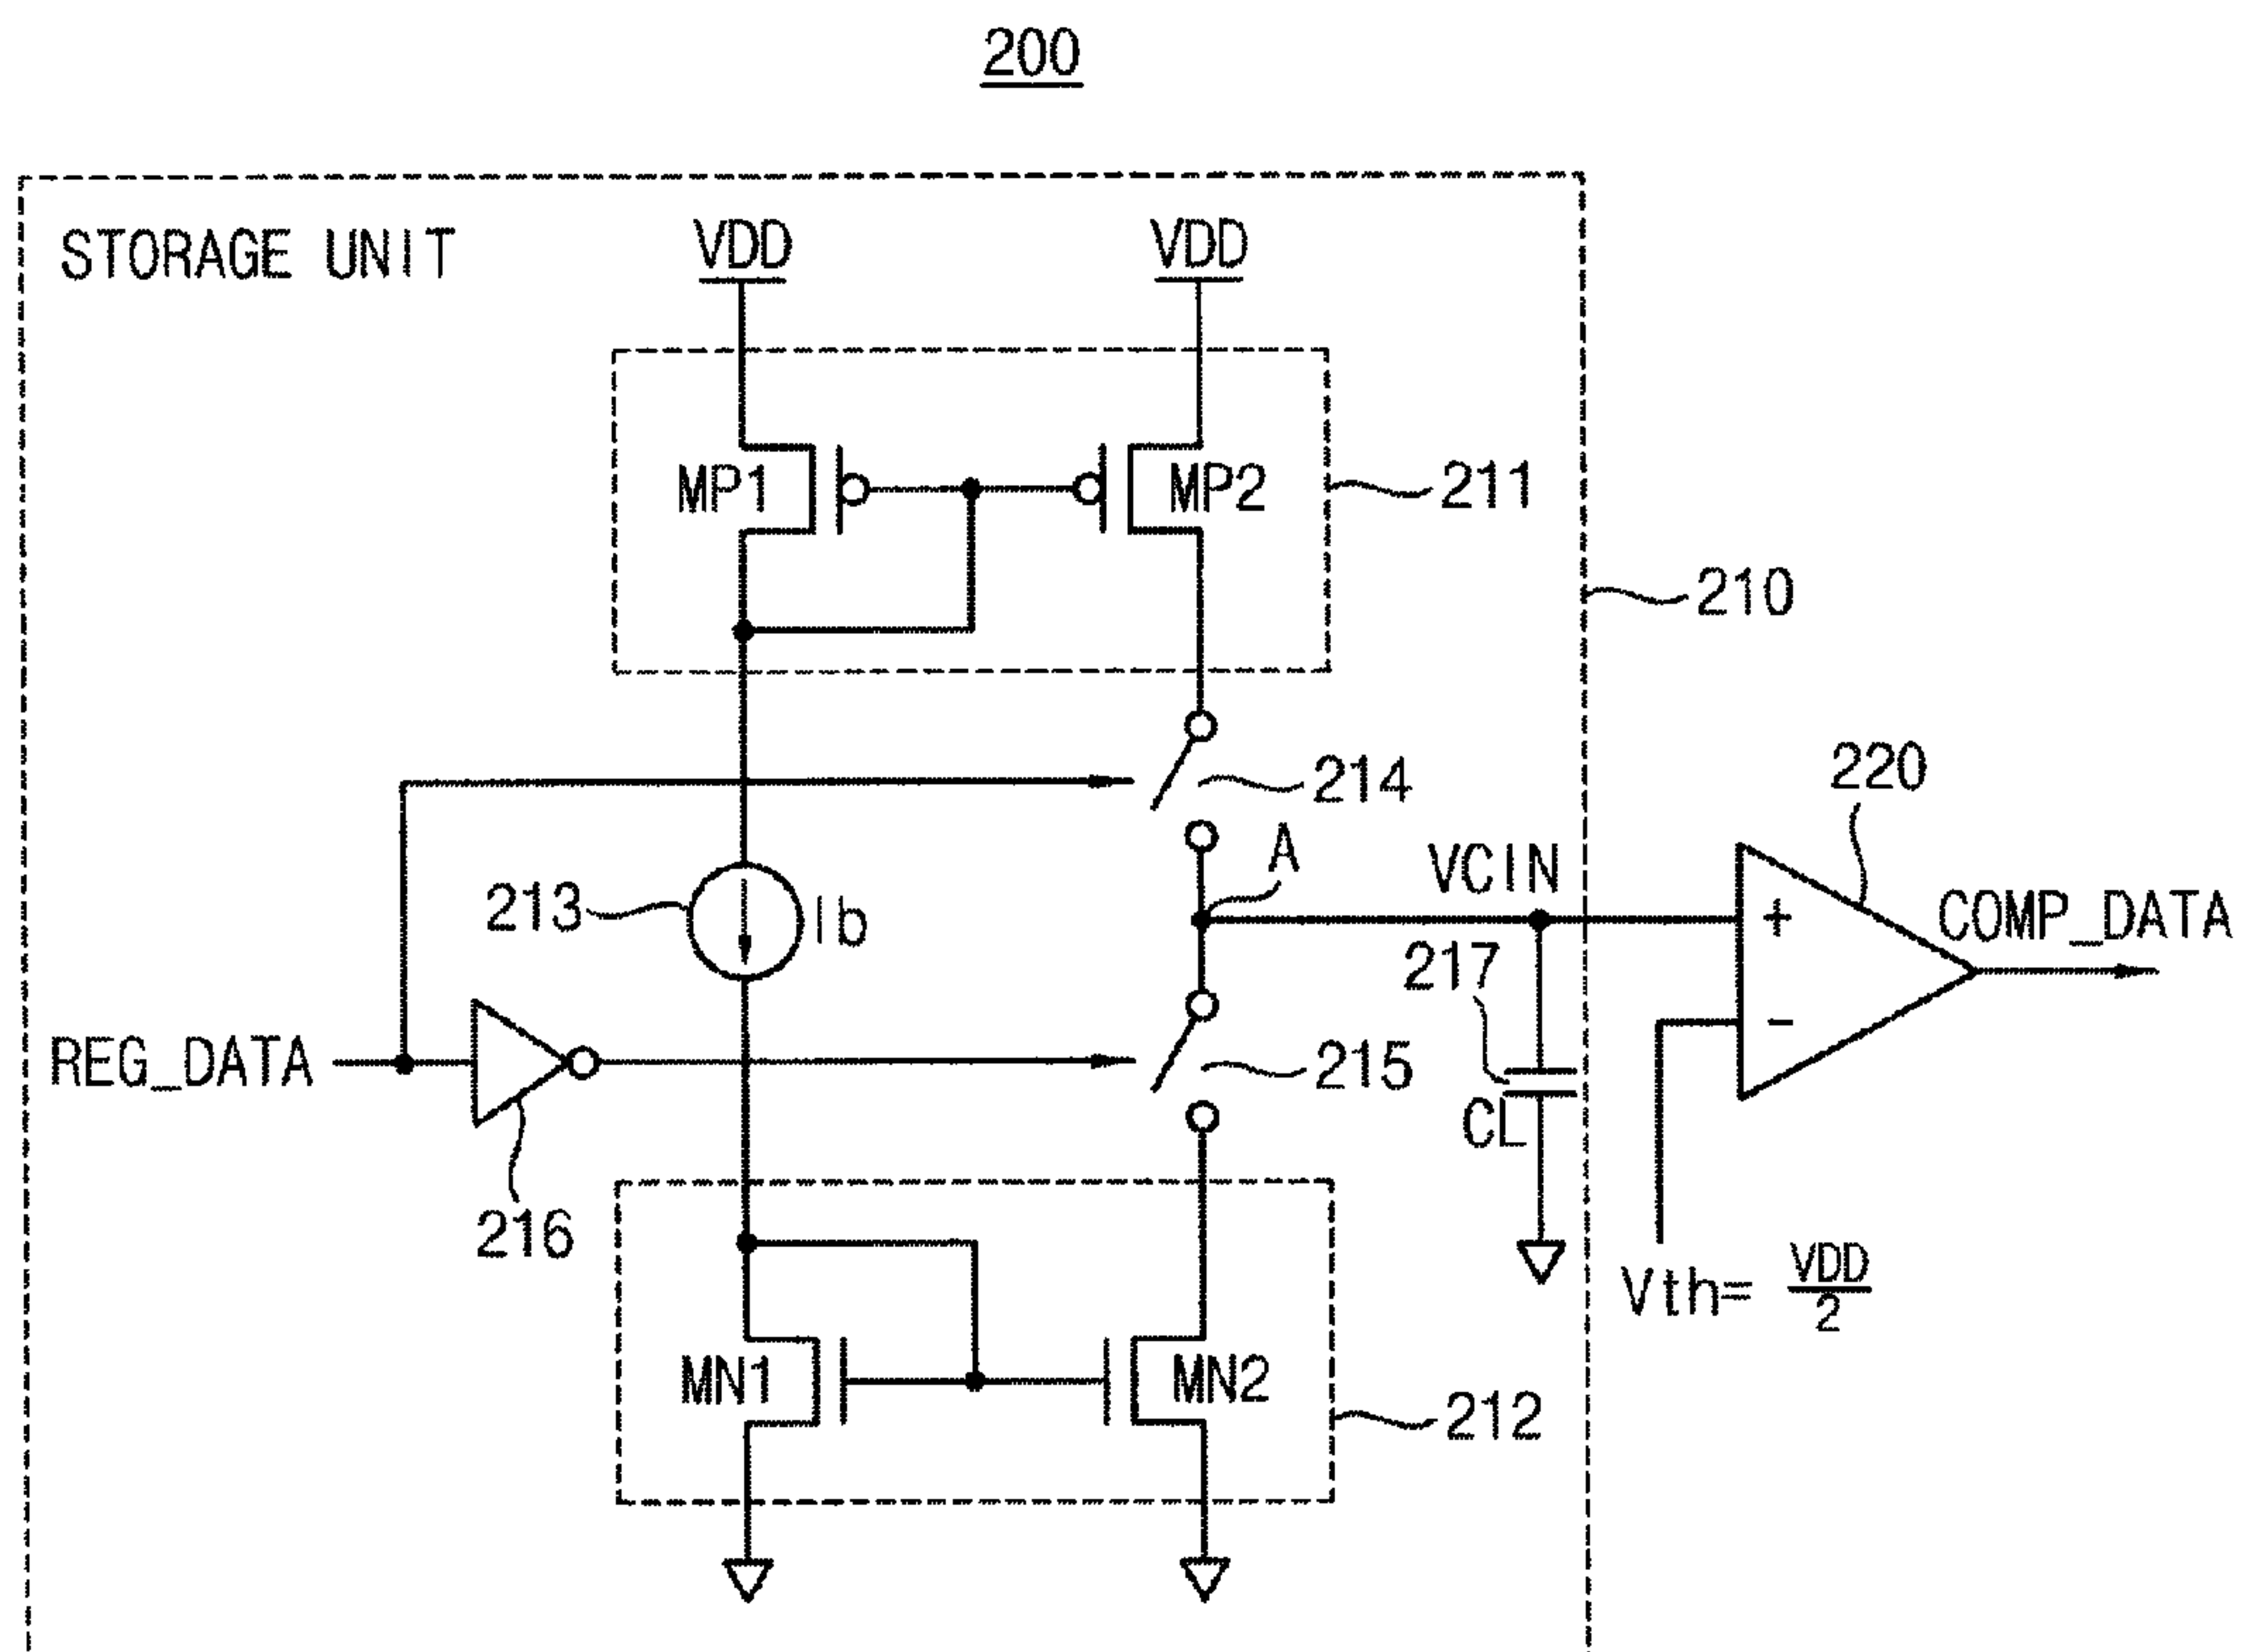 200
STORAGE UNIT
VDD
VDD
MP1
MP2
211
210
214
220
A
VCIN
213
Ib
217
COMP_DATA
+
-
REG_DATA
215
CL
216
Vth= VDD/2
MN1
MN2
212